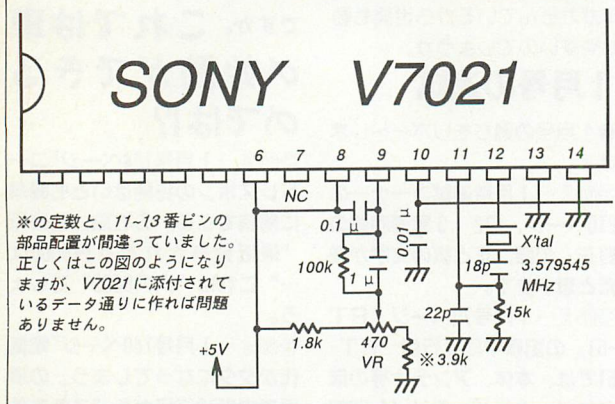 SONY V7021
6 7 8 9 10 11 12 13 14
NC
0.1 μ
.01 μ
100k
1 μ
X'tal
18p
3.579545
MHz
22p
15k
1.8k
470
VR
※3.9k
+5V
※の定数と、11~13番ピンの
部品配置が間違っていました。
正しくはこの図のようになり
ますが、V7021に添付されて
いるデータ通りに作れば問題
ありません。